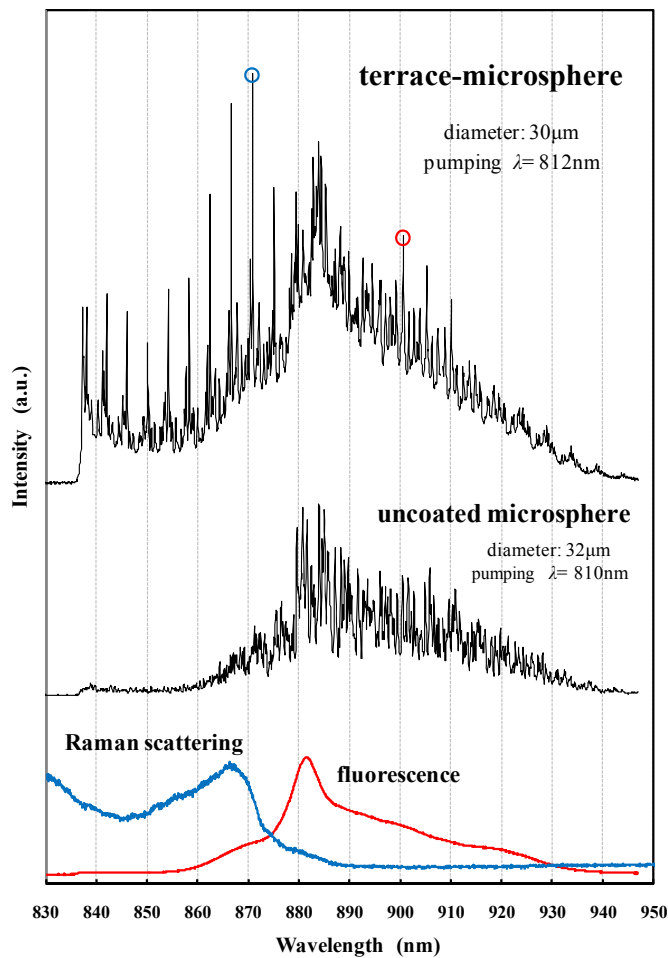 terrace-microsphere
diameter: 30μm
pumping λ= 812nm
uncoated microsphere
diameter: 32μm
pumping λ= 810nm
Raman scattering
fluorescence
Intensity (a.u.)
830 840 850 860 870 880 890 900 910 920 930 940 950
Wavelength (nm)